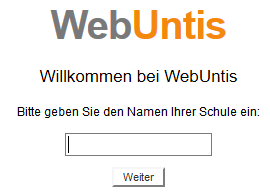 WebUntis
Willkommen bei WebUntis
Bitte geben Sie den Namen Ihrer Schule ein:
Weiter